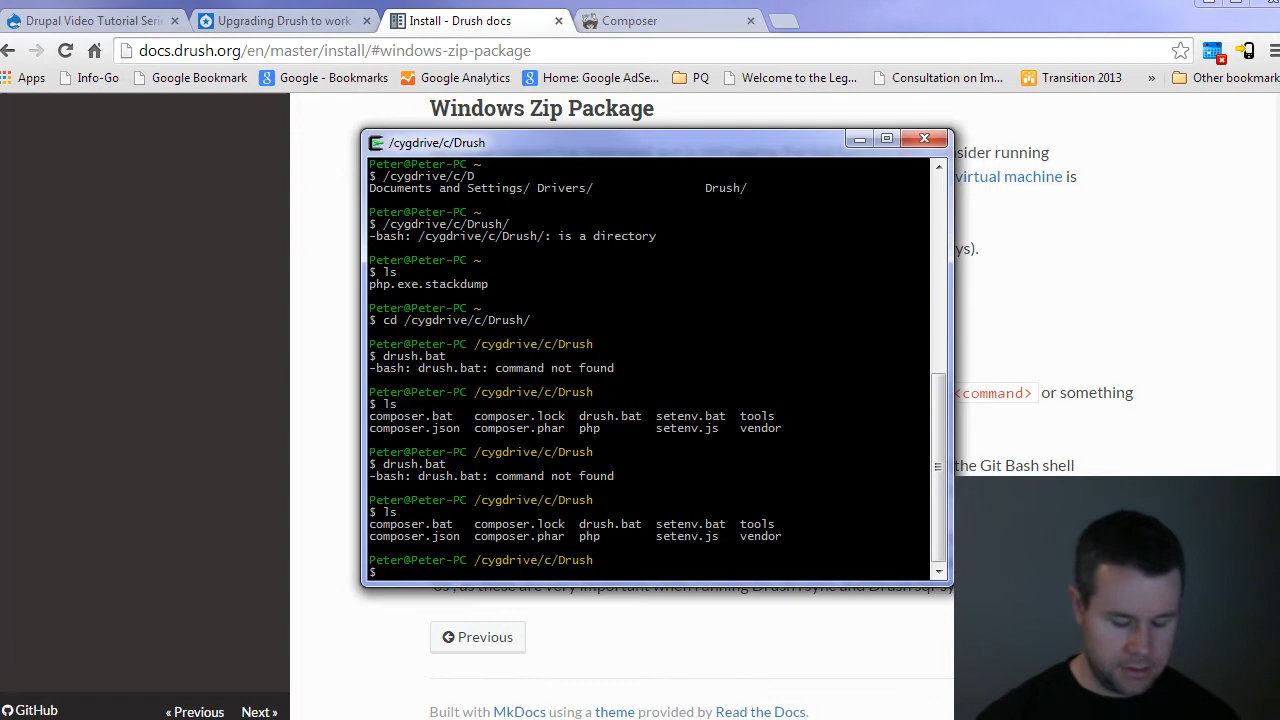 Drupal Video Tutorial Seri
Upgrading Drush to work
Install - Drush docs
Composer
docs.drush.org/en/master/install/#windows-zip-package
Apps
Info-Go
Google Bookmark
Google - Bookmarks
Google Analytics
Home: Google AdSe...
PQ
Welcome to the Leg...
Consultation on Im...
Transition 2013
»
Other bookmark
Windows Zip Package
nsider running
virtual machine is
ys).
<command> or something
the Git Bash shell
/cygdrive/c/Drush
Peter@Peter-PC ~
$ /cygdrive/c/D
Documents and Settings/ Drivers/ Drush/
Peter@Peter-PC ~
$ /cygdrive/c/Drush/
-bash: /cygdrive/c/Drush/: is a directory
Peter@Peter-PC ~
$ ls
php.exe.stackdump
Peter@Peter-PC ~
$ cd /cygdrive/c/Drush/
Peter@Peter-PC /cygdrive/c/Drush
$ drush.bat
-bash: drush.bat: command not found
Peter@Peter-PC /cygdrive/c/Drush
$ ls
composer.bat composer.lock drush.bat setenv.bat tools
composer.json composer.phar php setenv.js vendor
Peter@Peter-PC /cygdrive/c/Drush
$ drush.bat
-bash: drush.bat: command not found
Peter@Peter-PC /cygdrive/c/Drush
$ ls
composer.bat composer.lock drush.bat setenv.bat tools
composer.json composer.phar php setenv.js vendor
Peter@Peter-PC /cygdrive/c/Drush
$
as these are very important when running Drush
Previous
GitHub
« Previous
Next »
Built with MkDocs using a theme provided by Read the Docs.